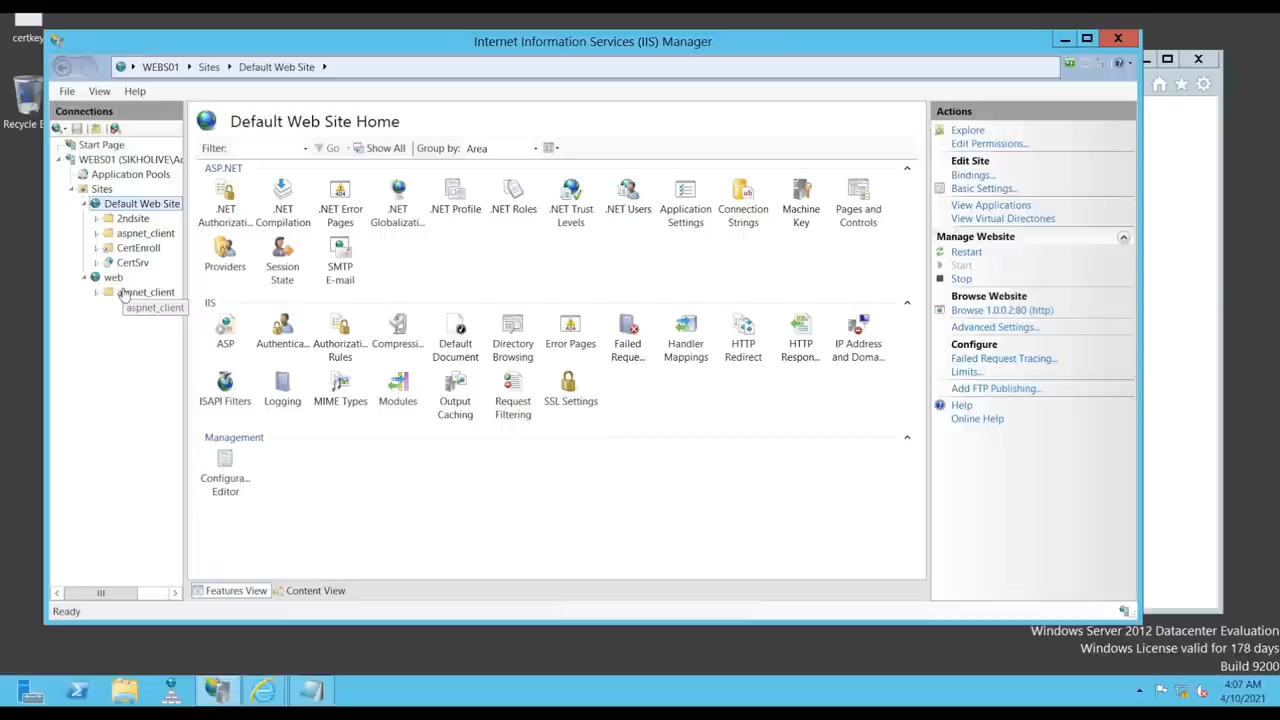 certkey
Recycle B
Internet Information Services (IIS) Manager
WEBS01
Sites
Default Web Site
File
View
Help
Connections
Start Page
WEBS01 (SIKHOLIVE\Ac
Application Pools
Sites
Default Web Site
2ndsite
aspnet_client
CertEnroll
CertSrv
web
aspnet_client
aspnet_client
Default Web Site Home
Filter:
Go
Show All
Group by:
Area
ASP.NET
.NET Authorizati...
.NET Compilation
.NET Error Pages
.NET Globalizati...
.NET Profile
.NET Roles
.NET Trust Levels
.NET Users
Application Settings
Connection Strings
Machine Key
Pages and Controls
Providers
Session State
SMTP E-mail
IIS
ASP
Authentica...
Authorizati... Rules
Compressi...
Default Document
Directory Browsing
Error Pages
Failed Reque...
Handler Mappings
HTTP Redirect
HTTP Respon...
IP Address and Doma...
ISAPI Filters
Logging
MIME Types
Modules
Output Caching
Request Filtering
SSL Settings
Management
Configura... Editor
Features View
Content View
Ready
Actions
Explore
Edit Permissions...
Edit Site
Bindings...
Basic Settings...
View Applications
View Virtual Directories
Manage Website
Restart
Start
Stop
Browse Website
Browse 1.0.0.2:80 (http)
Advanced Settings...
Configure
Failed Request Tracing...
Limits...
Add FTP Publishing...
Help
Online Help
Windows Server 2012 Datacenter Evaluation
Windows License valid for 178 days
Build 9200
4:07 AM
4/10/2021